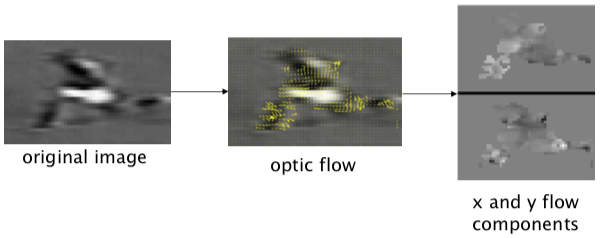 original image
optic flow
x and y flow
components